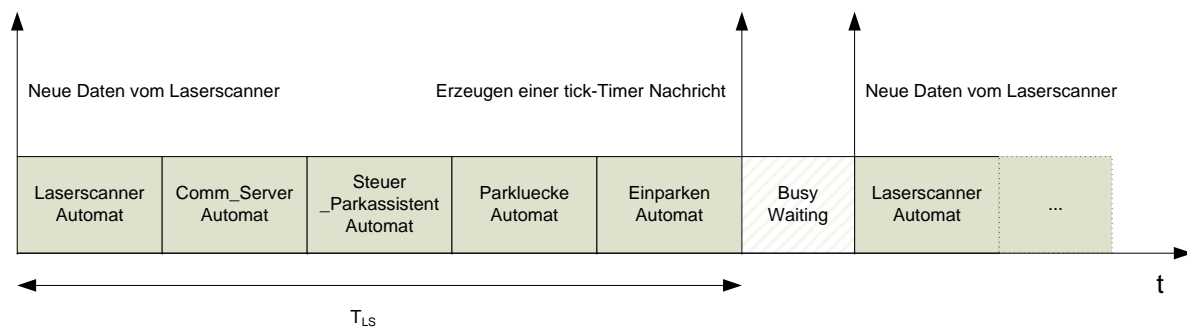 Neue Daten vom Laserscanner
Erzeugen einer tick-Timer Nachricht
Neue Daten vom Laserscanner
Laserscanner
Automat
Comm_Server
Automat
Steuer
_Parkassistent
Automat
Parkluecke
Automat
Einparken
Automat
Busy
Waiting
Laserscanner
Automat
...
t
T_LS